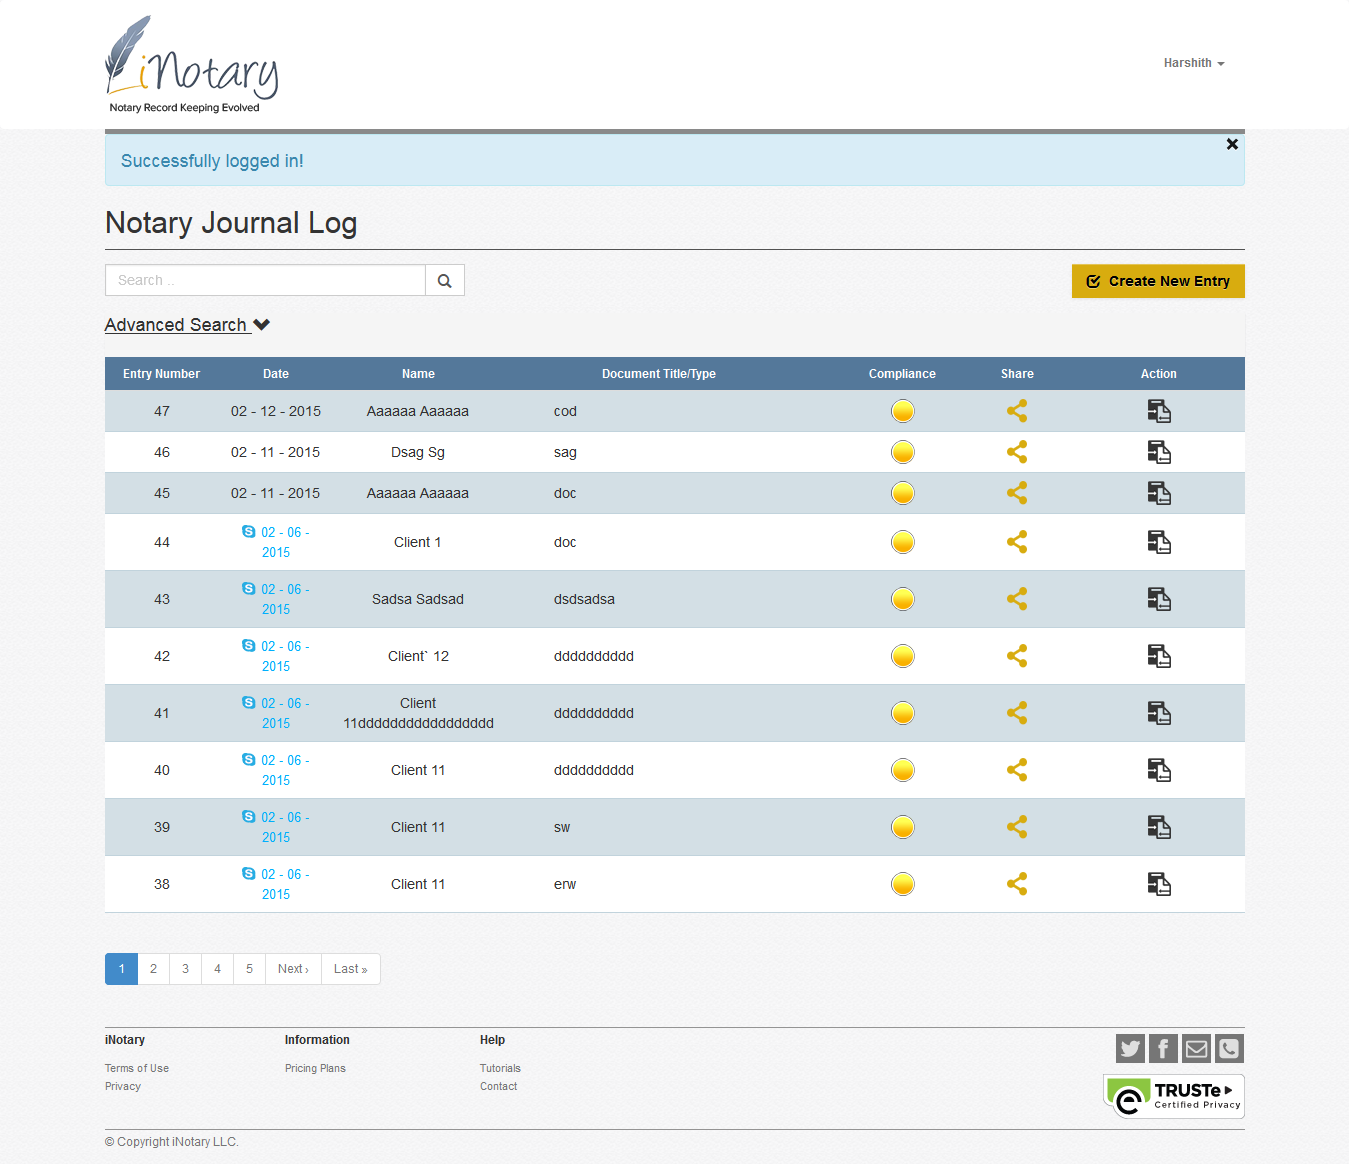 iNotary
Notary Record Keeping Evolved
Harshith
Successfully logged in!
Notary Journal Log
Search ..
Create New Entry
Advanced Search
Entry Number Date Name Document Title/Type Compliance Share Action
47 02 - 12 - 2015 Aaaaaa Aaaaaa cod
46 02 - 11 - 2015 Dsag Sg sag
45 02 - 11 - 2015 Aaaaaa Aaaaaa doc
44 02 - 06 - 2015 Client 1 doc
43 02 - 06 - 2015 Sadsa Sadsad dsdsadsa
42 02 - 06 - 2015 Client` 12 dddddddddd
41 02 - 06 - 2015 Client 11ddddddddddddddddd dddddddddd
40 02 - 06 - 2015 Client 11 dddddddddd
39 02 - 06 - 2015 Client 11 sw
38 02 - 06 - 2015 Client 11 erw
1 2 3 4 5 Next › Last »
iNotary Information Help
Terms of Use Pricing Plans Tutorials
Privacy Contact
TRUSTe
Certified Privacy
© Copyright iNotary LLC.